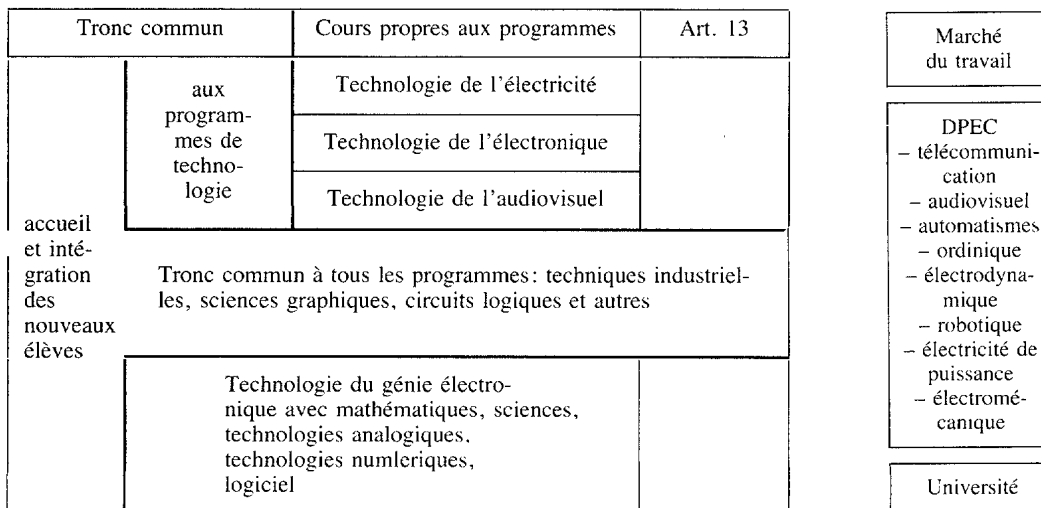 Tronc commun
Cours propres aux programmes
Art. 13
aux
program-
mes de
techno-
logie
Technologie de l'électricité
Technologie de l'électronique
Technologie de l'audiovisuel
accueil
et inté-
gration
des
nouveaux
élèves
Tronc commun à tous les programmes: techniques industriel-
les, sciences graphiques, circuits logiques et autres
Technologie du génie électro-
nique avec mathématiques, sciences,
technologies analogiques,
technologies numleriques,
logiciel
Marché
du travail
DPEC
– télécommuni-
cation
– audiovisuel
– automatismes
– ordinique
– électrodyna-
mique
– robotique
– électricité de
puissance
– électromé-
canique
Université